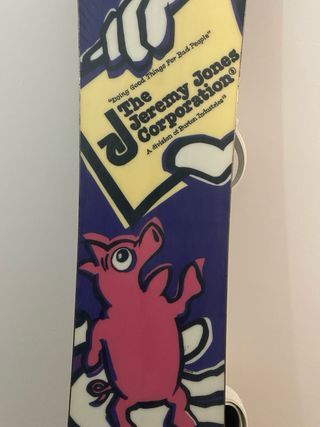 "Doing Good Things For Bad People"
The
Jeremy Jones
Corporation®
A division of Burton Industries®